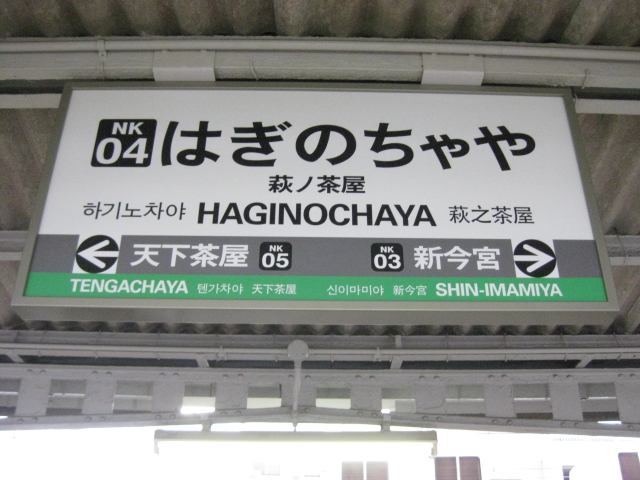 NK 04 はぎのちゃや
萩ノ茶屋
하기노차야 HAGINOCHAYA 萩之茶屋
天下茶屋 NK 05 NK 03 新今宮
TENGACHAYA 텐가차야 天下茶屋 신이마미야 新今宮 SHIN-IMAMIYA